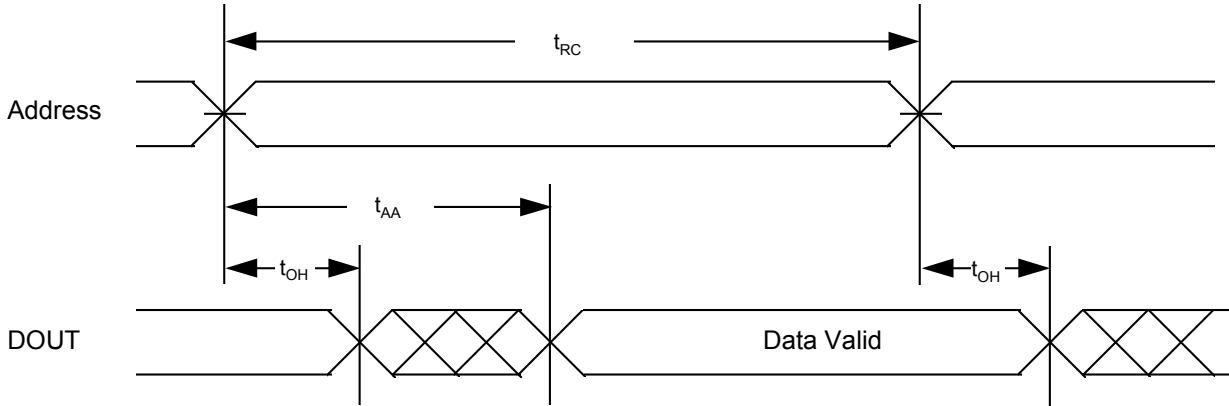 tRC
Address
tAA
tOH
tOH
DOUT
Data Valid